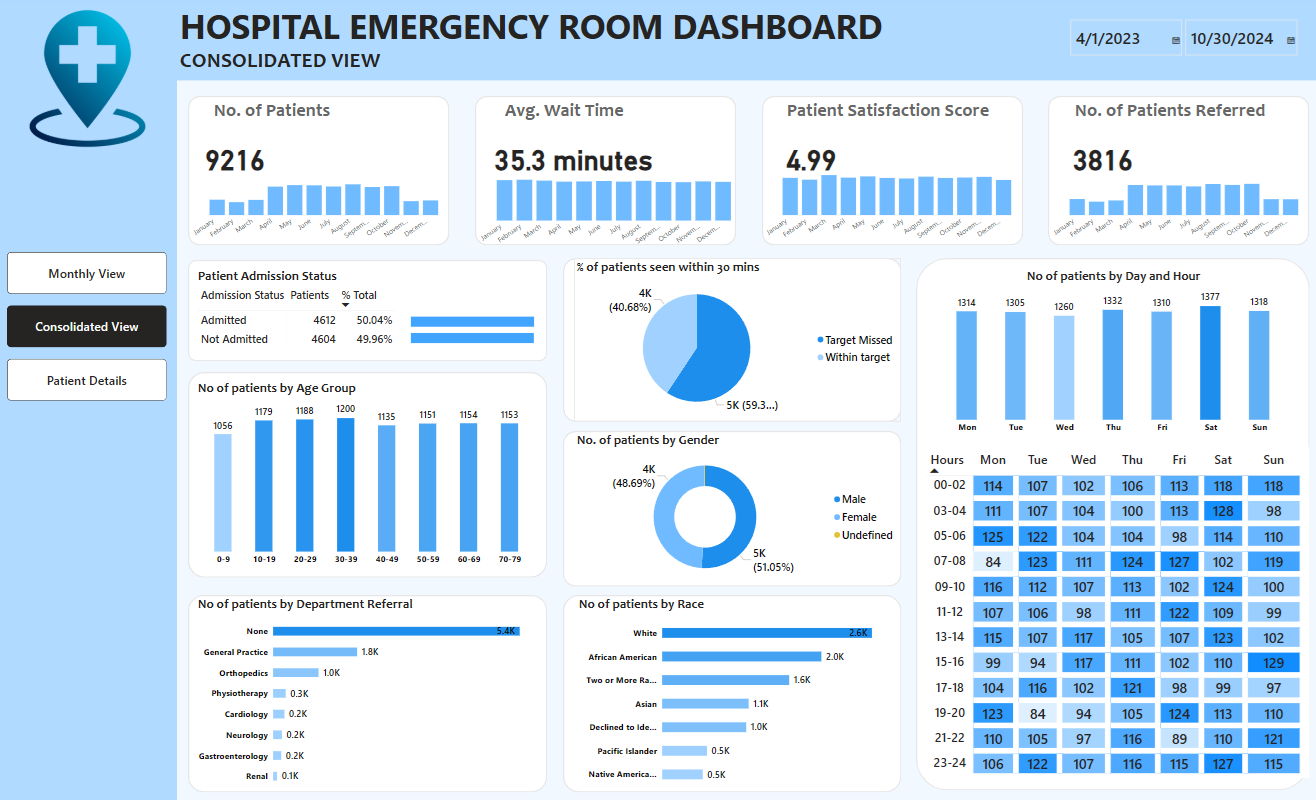 HOSPITAL EMERGENCY ROOM DASHBOARD
CONSOLIDATED VIEW
4/1/2023 10/30/2024
Monthly View
Consolidated View
Patient Details
No. of Patients
9216
January February March April May June July August Septem... October Novem... Decem...
Avg. Wait Time
35.3 minutes
January February March April May June July August Septem... October Novem... Decem...
Patient Satisfaction Score
4.99
January February March April May June July August Septem... October Novem... Decem...
No. of Patients Referred
3816
January February March April May June July August Septem... October Novem... Decem...
Patient Admission Status
Admission Status Patients % Total
Admitted 4612 50.04%
Not Admitted 4604 49.96%
No of patients by Age Group
1056 1179 1188 1200 1135 1151 1154 1153
0-9 10-19 20-29 30-39 40-49 50-59 60-69 70-79
No of patients by Department Referral
None 5.4K
General Practice 1.8K
Orthopedics 1.0K
Physiotherapy 0.3K
Cardiology 0.2K
Neurology 0.2K
Gastroenterology 0.2K
Renal 0.1K
% of patients seen within 30 mins
4K
(40.68%)
5K (59.3...)
Target Missed
Within target
No. of patients by Gender
4K
(48.69%)
5K
(51.05%)
Male
Female
Undefined
No of patients by Race
White 2.6K
African American 2.0K
Two or More Ra... 1.6K
Asian 1.1K
Declined to Ide... 1.0K
Pacific Islander 0.5K
Native America... 0.5K
No of patients by Day and Hour
1314 1305 1260 1332 1310 1377 1318
Mon Tue Wed Thu Fri Sat Sun
Hours Mon Tue Wed Thu Fri Sat Sun
00-02 114 107 102 106 113 118 118
03-04 111 107 104 100 113 128 98
05-06 125 122 104 104 98 114 110
07-08 84 123 111 124 127 102 119
09-10 116 112 107 113 102 124 100
11-12 107 106 98 111 122 109 99
13-14 115 107 117 105 107 123 102
15-16 99 94 117 111 102 110 129
17-18 104 116 102 121 98 99 97
19-20 123 84 94 105 124 113 110
21-22 110 105 97 116 89 110 121
23-24 106 122 107 116 115 127 115